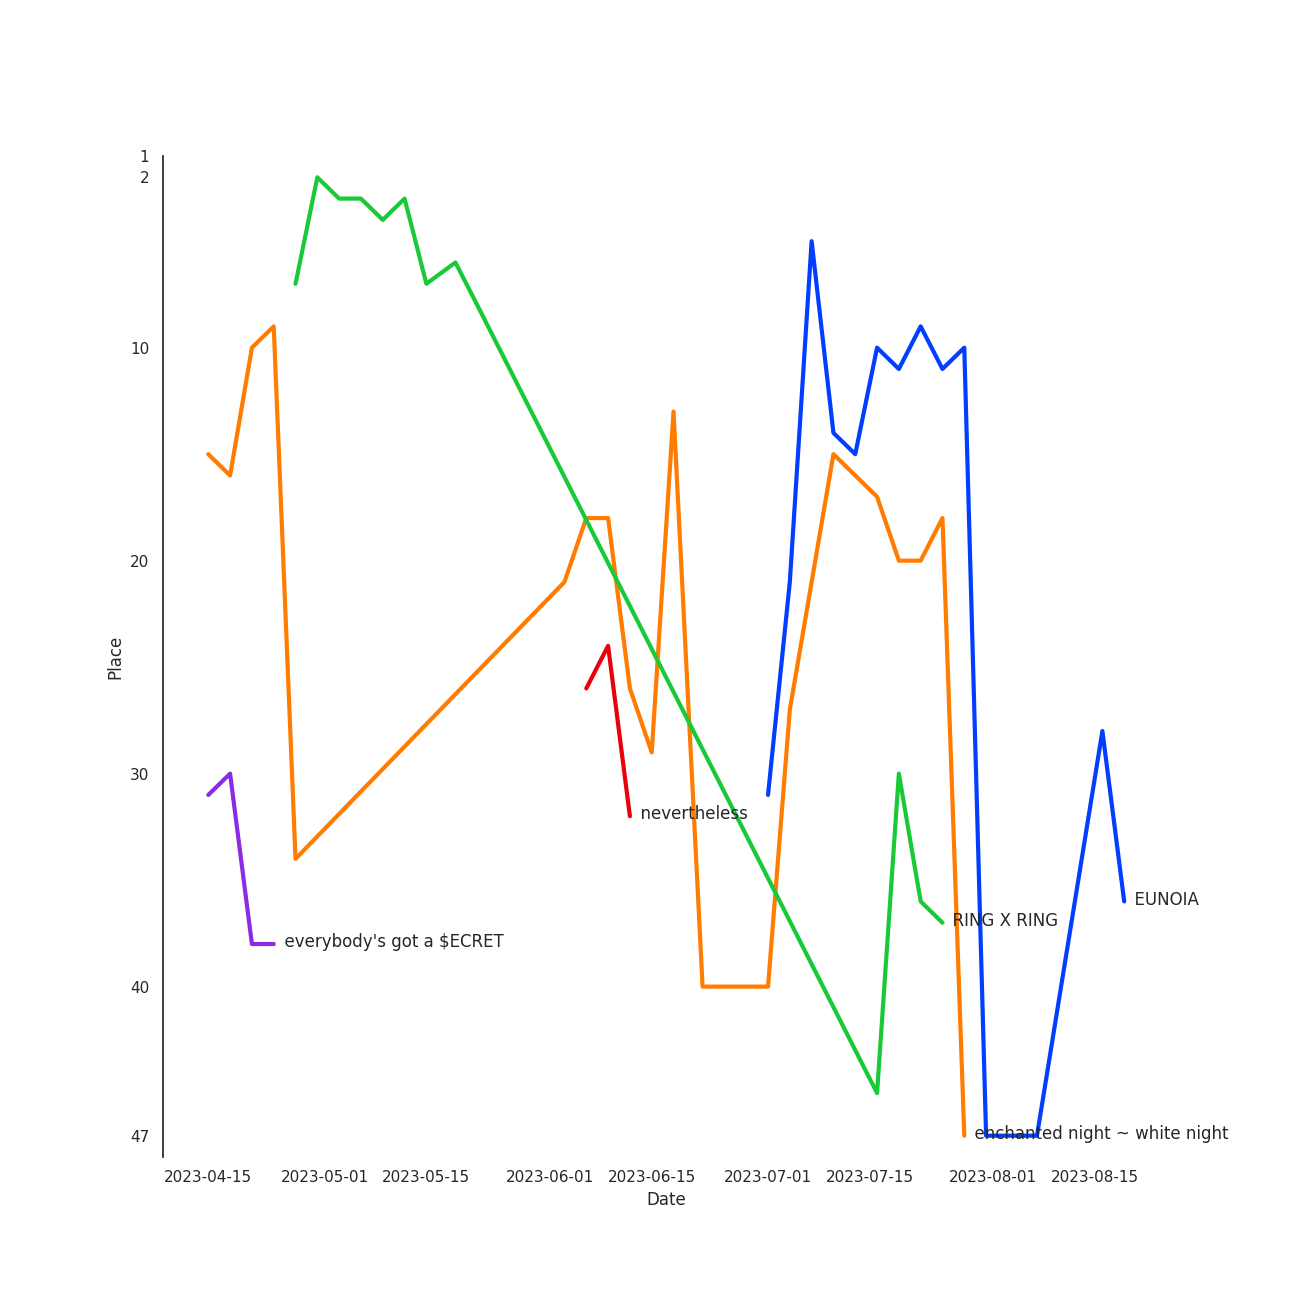 1
2
10
20
30
40
47
Place
nevertheless
EUNOIA
RING X RING
everybody's got a $ECRET
enchanted night ~ white night
2023-04-15
2023-05-01
2023-05-15
2023-06-01
2023-06-15
2023-07-01
2023-07-15
2023-08-01
2023-08-15
Date